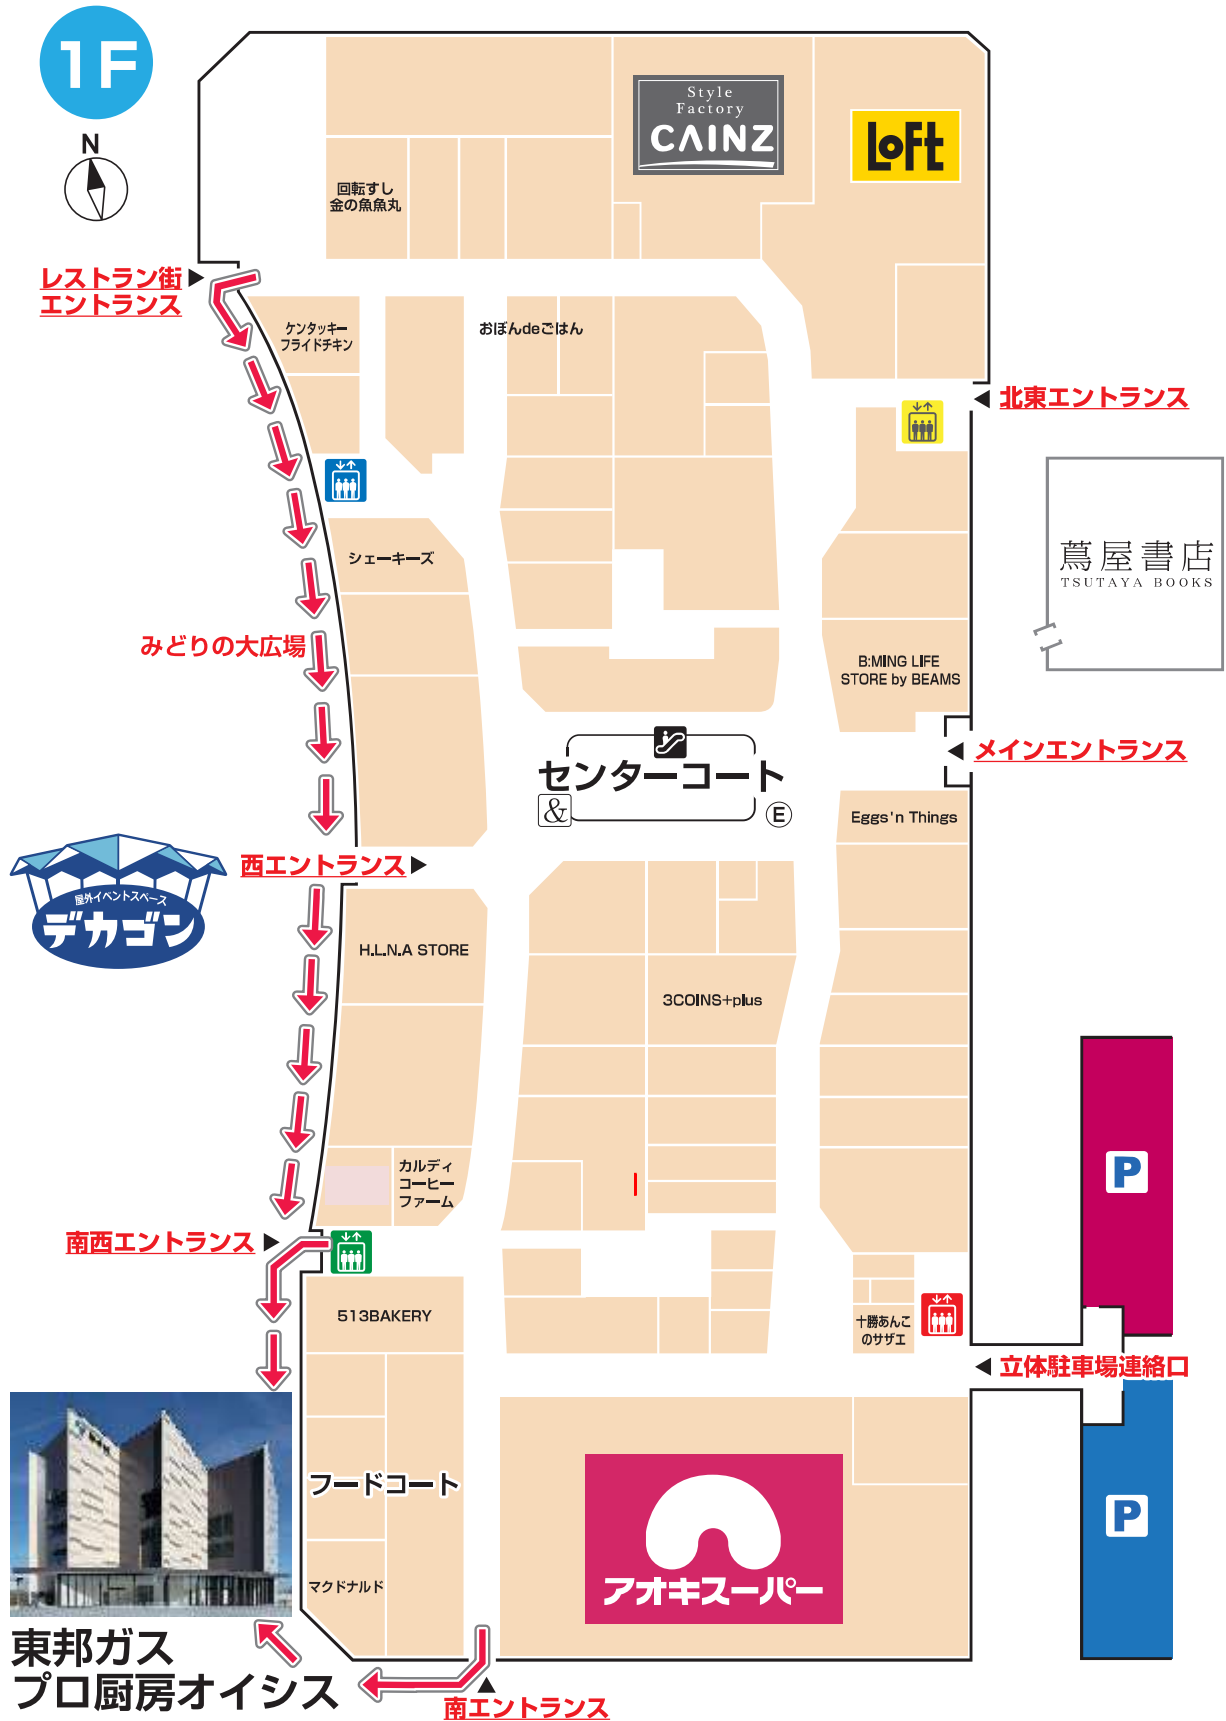 1F
N
Style
Factory
CAINZ
LOFT
回転すし
金の魚魚丸
レストラン街
エントランス
ケンタッキー
フライドチキン
おぼんdeごはん
北東エントランス
シェーキーズ
蔦屋書店
TSUTAYA BOOKS
みどりの大広場
B:MING LIFE
STORE by BEAMS
メインエントランス
センターコート
&
E
Eggs'n Things
西エントランス
屋外イベントスペース
デカゴン
H.L.N.A STORE
3COINS+plus
カルディ
コーヒー
ファーム
P
南西エントランス
513BAKERY
十勝あんこ
のサザエ
立体駐車場連絡口
フードコート
P
マクドナルド
アオキスーパー
東邦ガス
プロ厨房オイシス
南エントランス